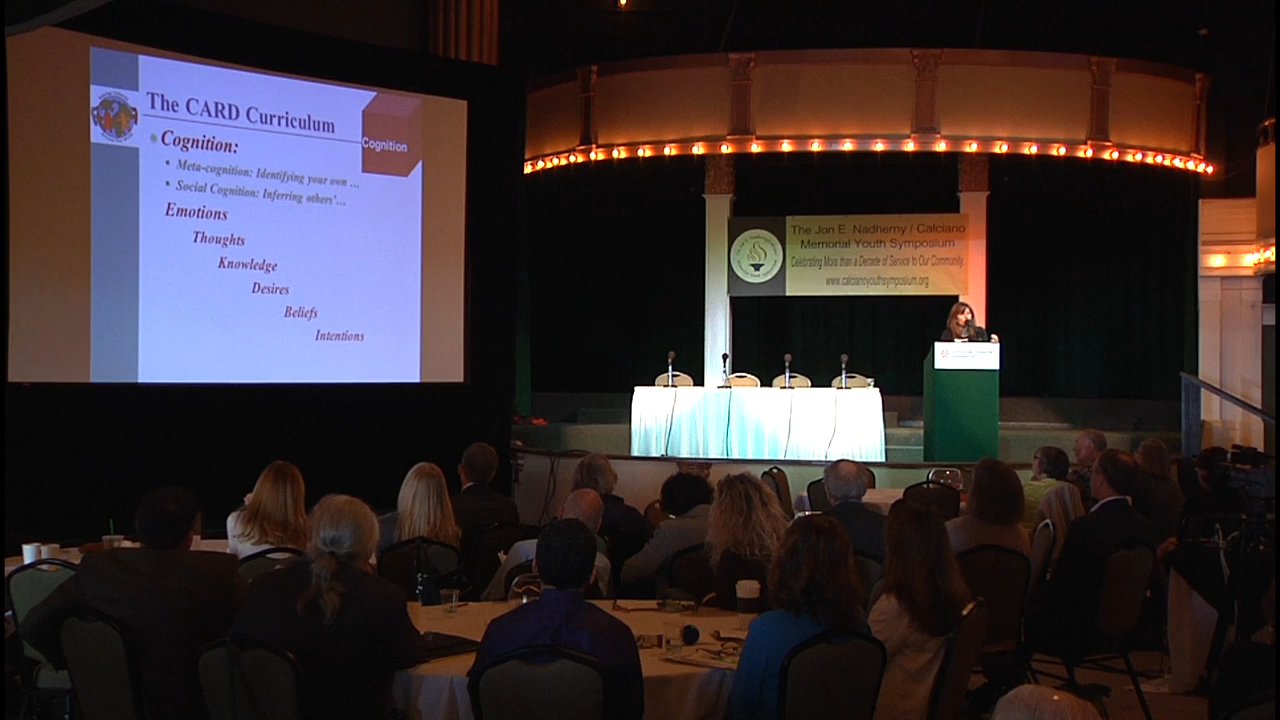 The CARD Curriculum
Cognition
Cognition:
Meta-cognition: Identifying your own ...
Social Cognition: Inferring others'...
Emotions
Thoughts
Knowledge
Desires
Beliefs
Intentions
The Jon E. Nadherny / Calciano
Memorial Youth Symposium
Celebrating More than a Decade of Service to Our Community.
www.calcianoyouthsymposium.org